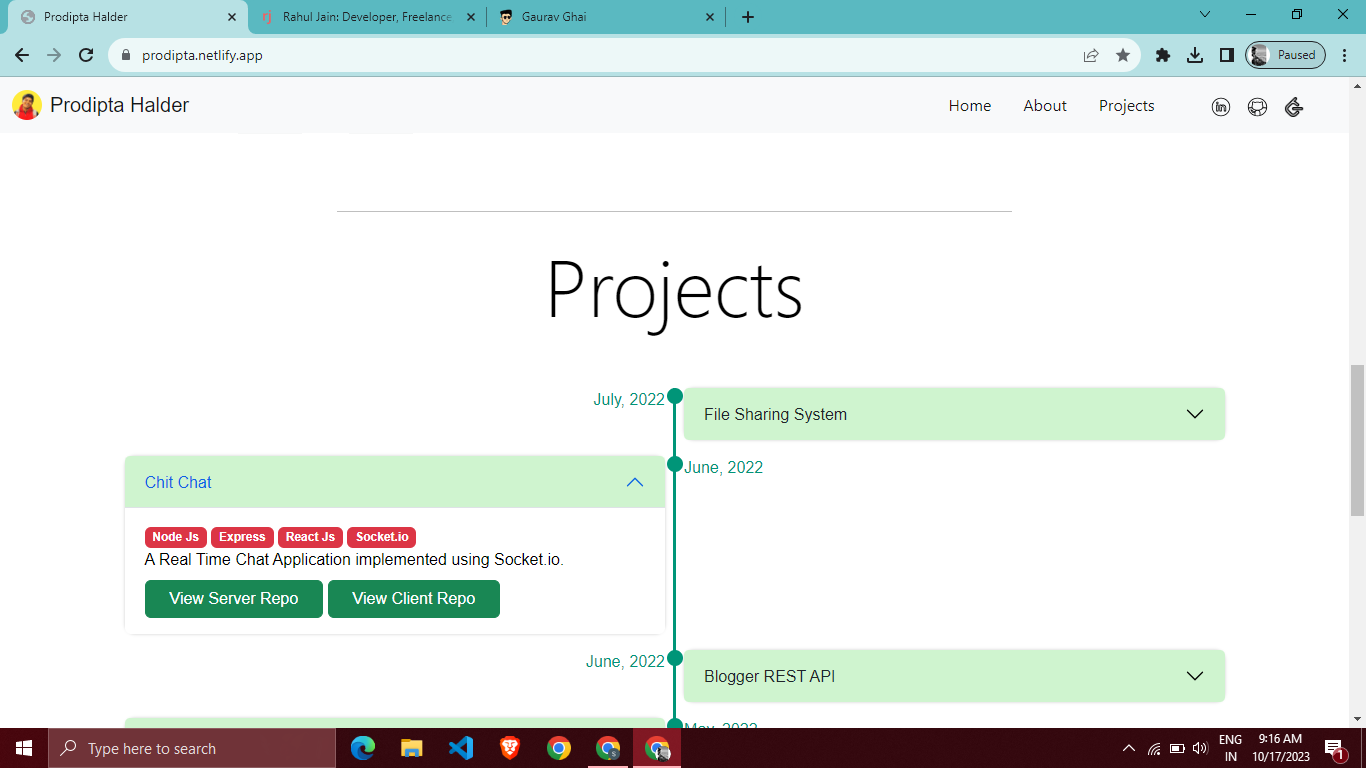 Prodipta Halder
Rahul Jain: Developer, Freelance
Gaurav Ghai
prodipta.netlify.app
Paused
Prodipta Halder
Home About Projects
Projects
July, 2022
File Sharing System
June, 2022
Chit Chat
Node Js Express React Js Socket.io
A Real Time Chat Application implemented using Socket.io.
View Server Repo View Client Repo
June, 2022
Blogger REST API
May, 2022
Type here to search
ENG
IN
9:16 AM
10/17/2023
1